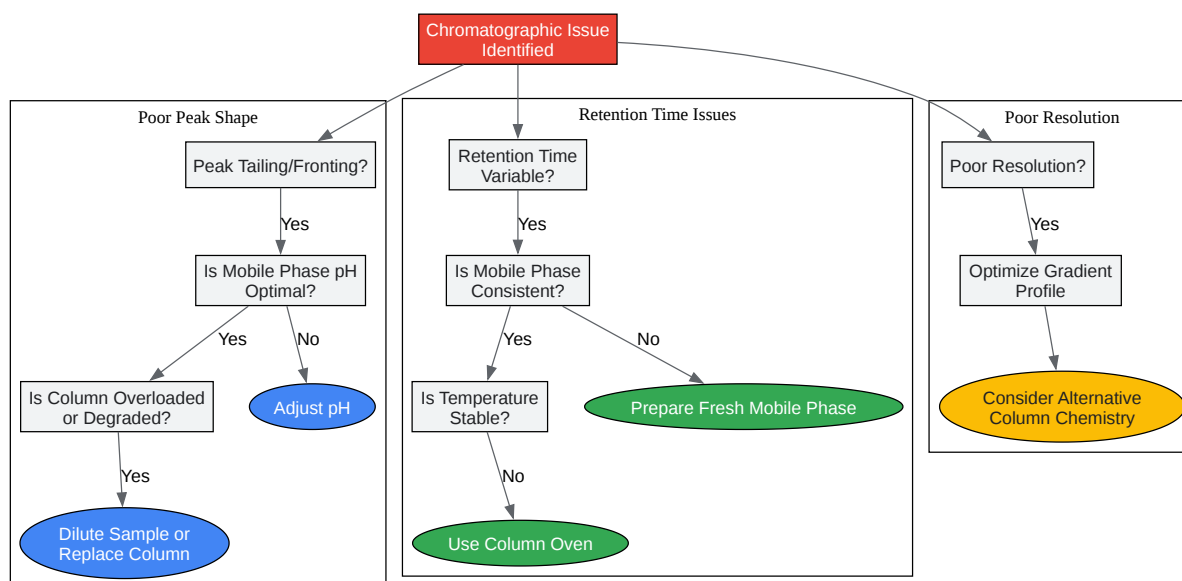 Chromatographic Issue
Identified
Poor Peak Shape
Peak Tailing/Fronting?
Yes
Is Mobile Phase pH
Optimal?
Yes
No
Is Column Overloaded
or Degraded?
Adjust pH
Yes
Dilute Sample or
Replace Column
Retention Time Issues
Retention Time
Variable?
Yes
Is Mobile Phase
Consistent?
Yes
No
Is Temperature
Stable?
Prepare Fresh Mobile Phase
No
Use Column Oven
Poor Resolution
Poor Resolution?
Yes
Optimize Gradient
Profile
Consider Alternative
Column Chemistry